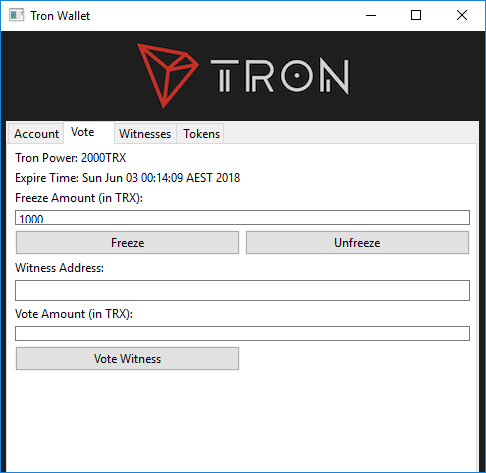 Tron Wallet
TRON
Account Vote Witnesses Tokens
Tron Power: 2000TRX
Expire Time: Sun Jun 03 00:14:09 AEST 2018
Freeze Amount (in TRX):
1000
Freeze Unfreeze
Witness Address:
Vote Amount (in TRX):
Vote Witness